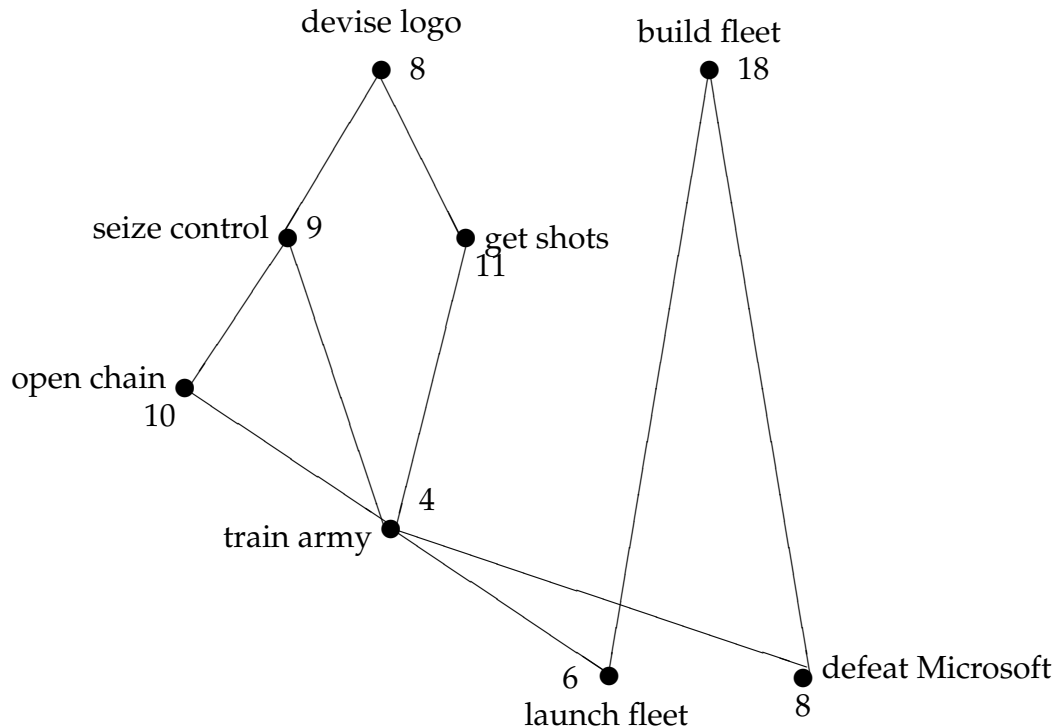 devise logo
8
build fleet
18
seize control
9
get shots
11
open chain
10
4
train army
6
launch fleet
defeat Microsoft
8